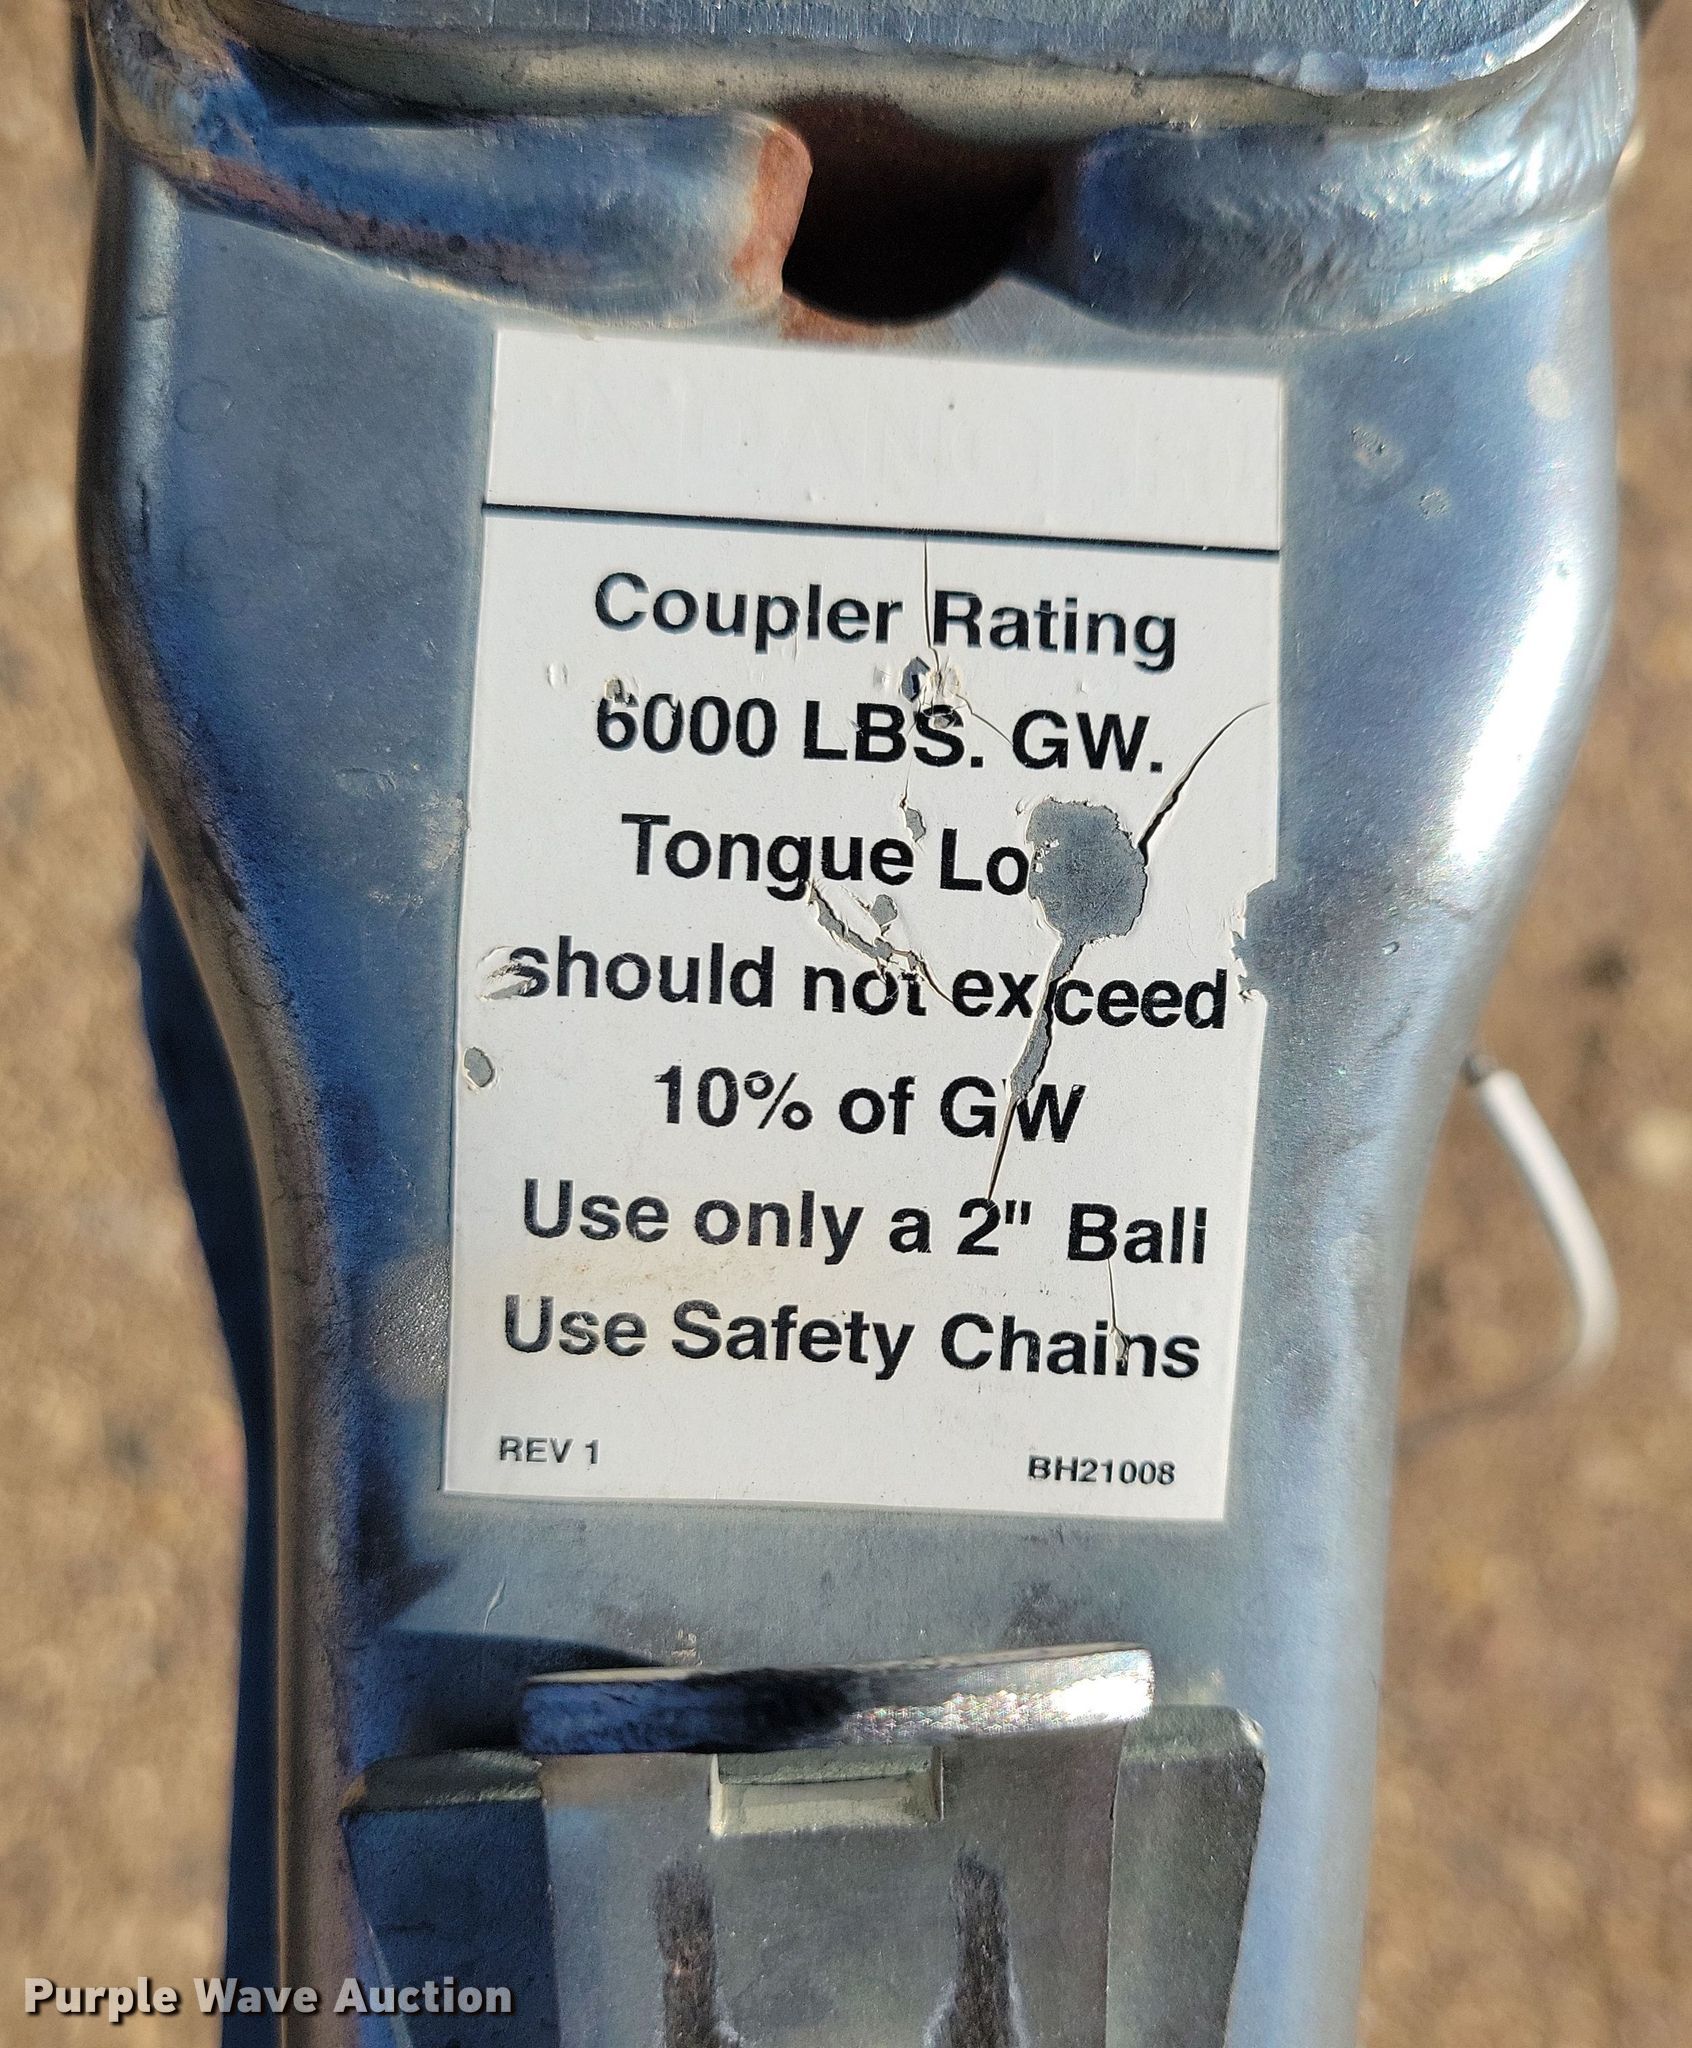 Coupler Rating
6000 LBS. GW.
Tongue Lo
should not exceed
10% of GW
Use only a 2" Ball
Use Safety Chains
REV 1 BH21008
Purple Wave Auction